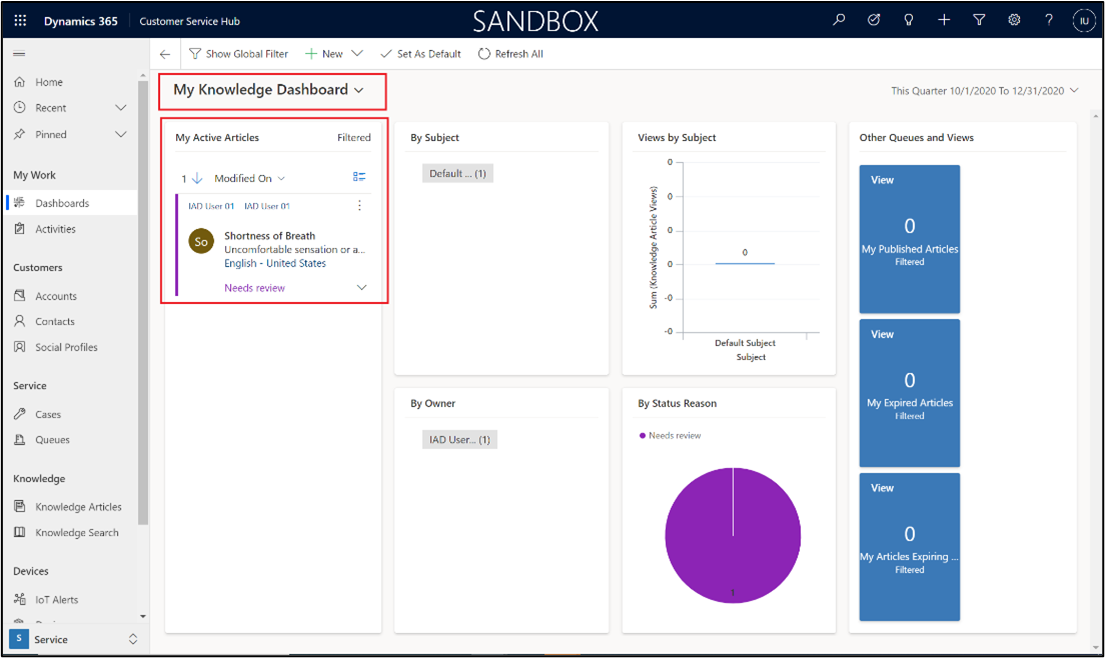 Dynamics 365
Customer Service Hub
SANDBOX
IU
Show Global Filter
New
Set As Default
Refresh All
Home
Recent
Pinned
My Work
Dashboards
Activities
Customers
Accounts
Contacts
Social Profiles
Service
Cases
Queues
Knowledge
Knowledge Articles
Knowledge Search
Devices
IoT Alerts
S
Service
My Knowledge Dashboard
This Quarter 10/1/2020 To 12/31/2020
My Active Articles
Filtered
1
Modified On
IAD User 01 IAD User 01
So
Shortness of Breath
Uncomfortable sensation or a...
English - United States
Needs review
By Subject
Default ... (1)
Views by Subject
Sum (Knowledge Article Views)
0
0
0
0
-0
-0
0
Default Subject
Subject
Other Queues and Views
View
0
My Published Articles
Filtered
View
0
My Expired Articles
Filtered
View
0
My Articles Expiring ...
Filtered
By Owner
IAD User... (1)
By Status Reason
Needs review
1